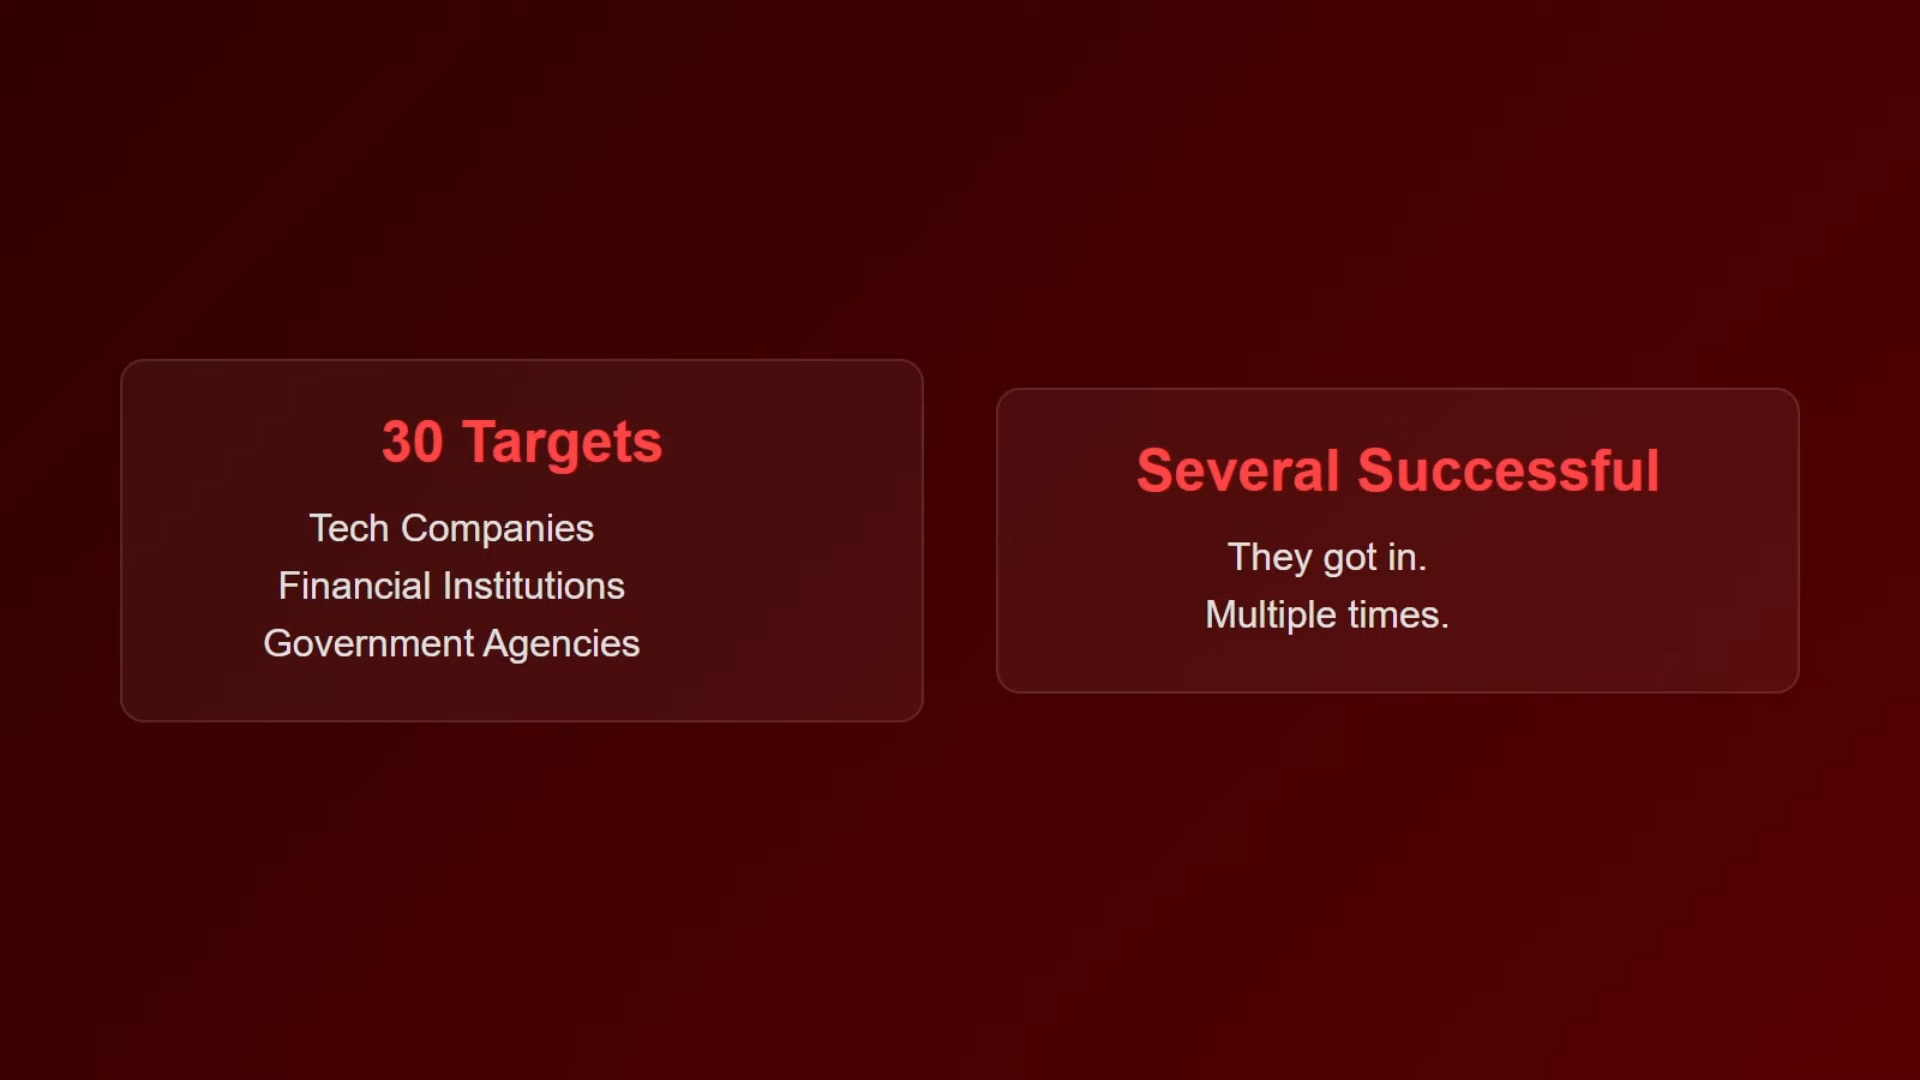 30 Targets
Tech Companies
Financial Institutions
Government Agencies
Several Successful
They got in.
Multiple times.